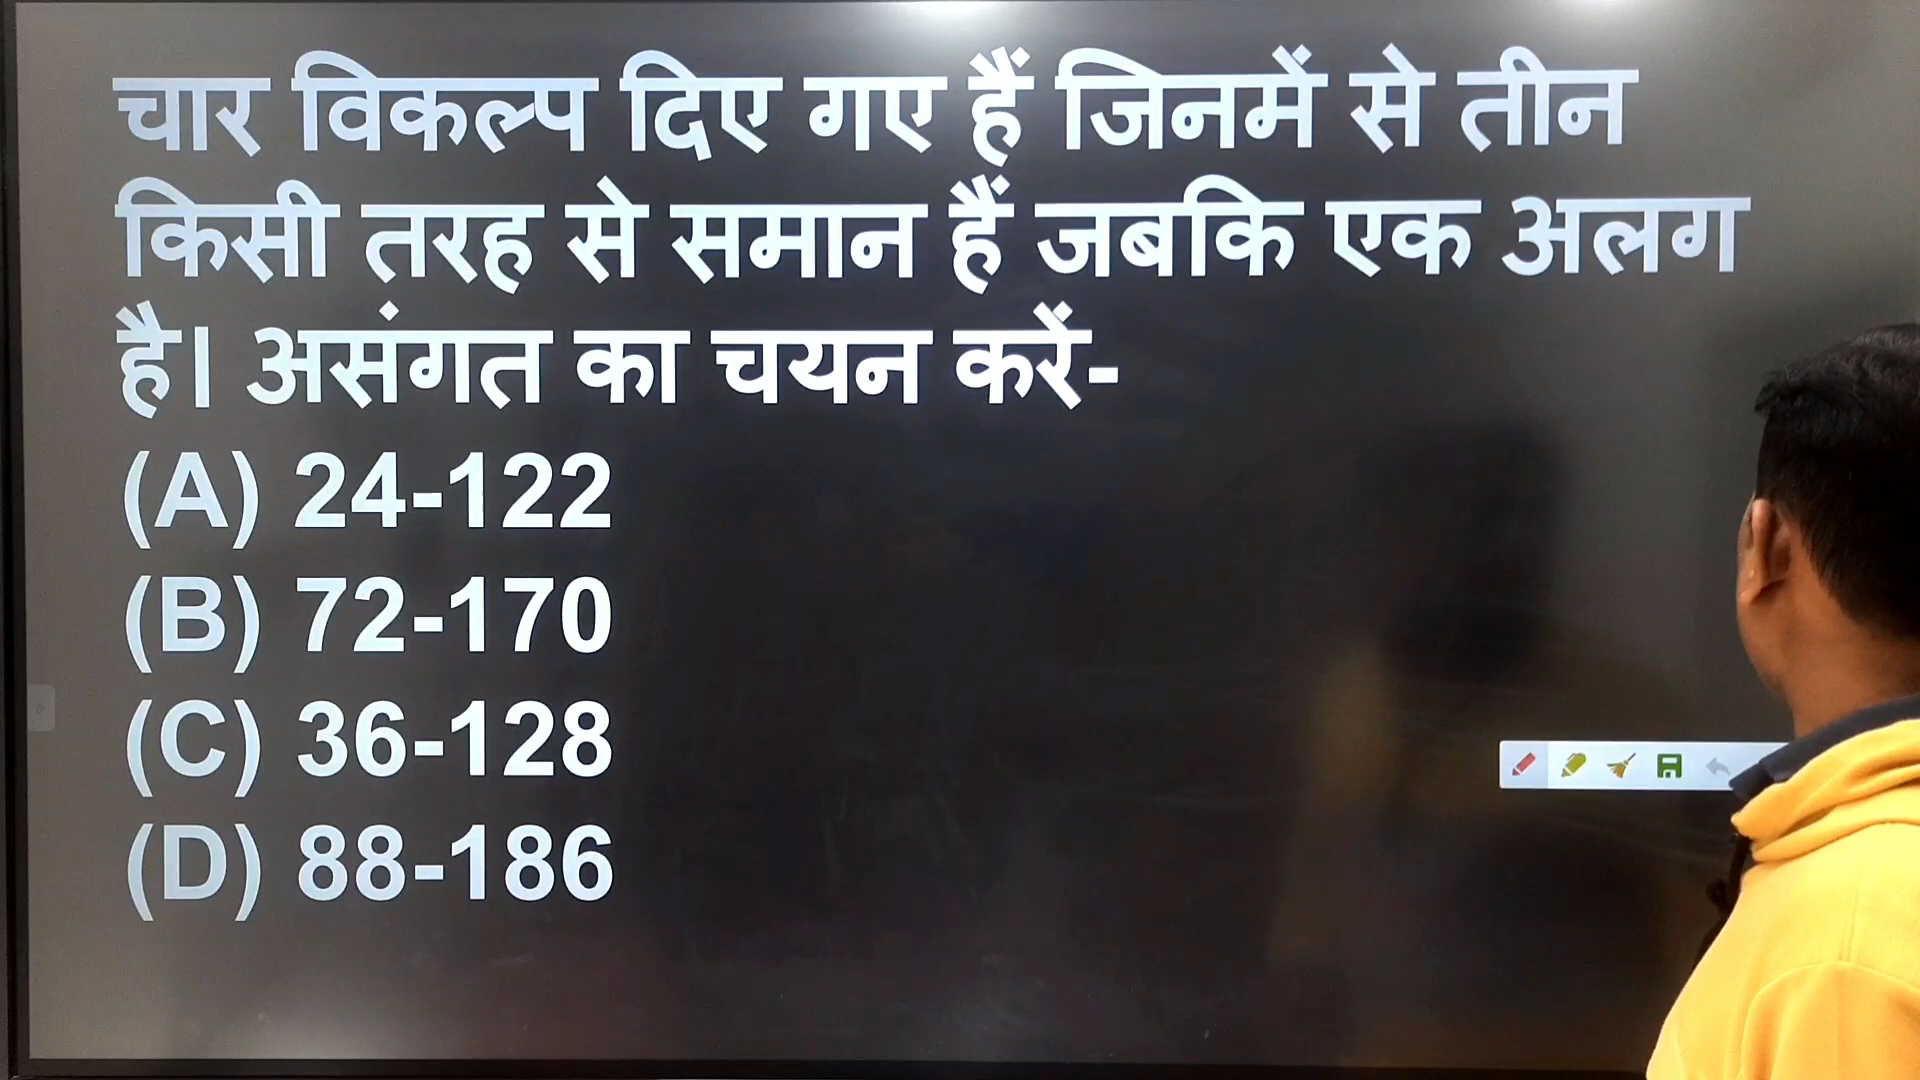 चार विकल्प दिए गए हैं जिनमें से तीन
किसी तरह से समान हैं जबकि एक अलग
है। असंगत का चयन करें-
(A) 24-122
(B) 72-170
(C) 36-128
(D) 88-186